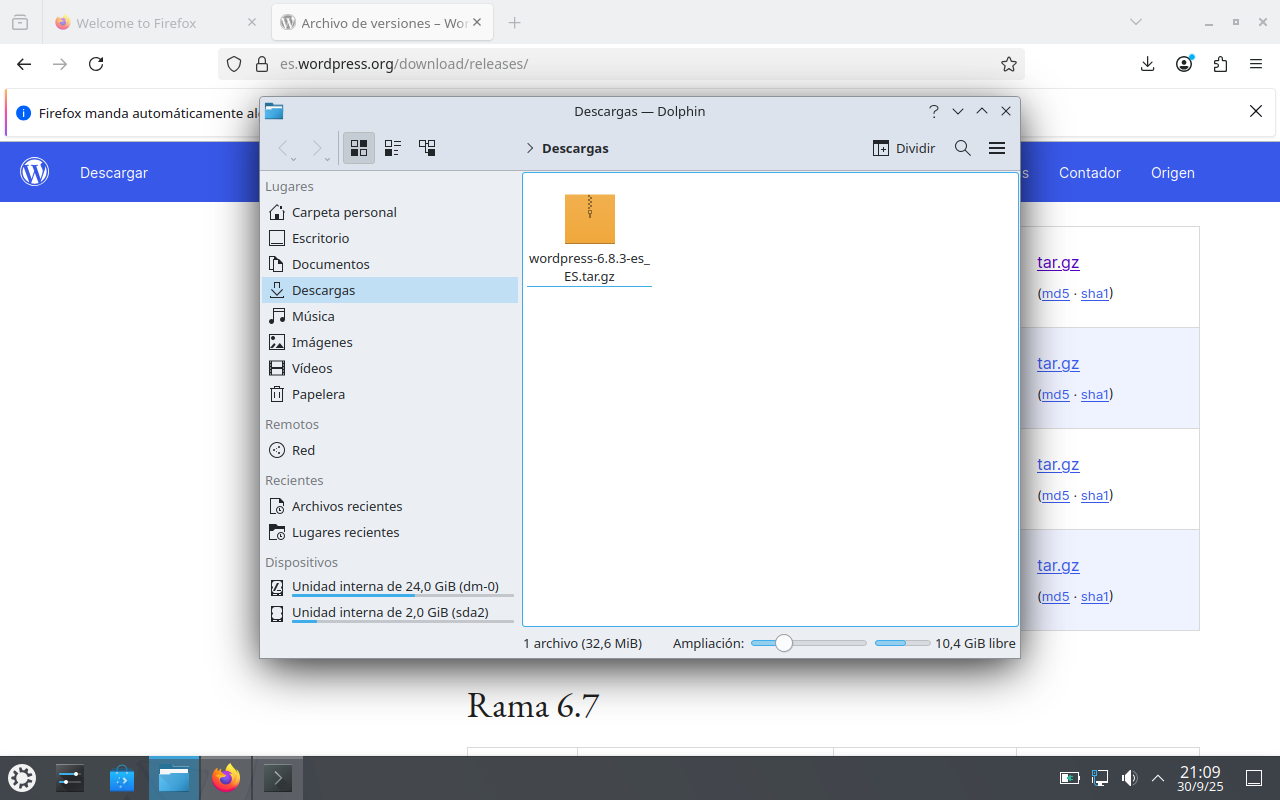 Welcome to Firefox
Archivo de versiones – Wor
es.wordpress.org/download/releases/
Firefox manda automáticamente
Descargas — Dolphin
Descargas
Dividir
Descargar
Contador
Origen
Lugares
Carpeta personal
Escritorio
Documentos
Descargas
Música
Imágenes
Vídeos
Papelera
Remotos
Red
Recientes
Archivos recientes
Lugares recientes
Dispositivos
Unidad interna de 24,0 GiB (dm-0)
Unidad interna de 2,0 GiB (sda2)
wordpress-6.8.3-es_
ES.tar.gz
1 archivo (32,6 MiB)
Ampliación:
10,4 GiB libre
tar.gz
(md5 · sha1)
tar.gz
(md5 · sha1)
tar.gz
(md5 · sha1)
tar.gz
(md5 · sha1)
Rama 6.7
21:09
30/9/25